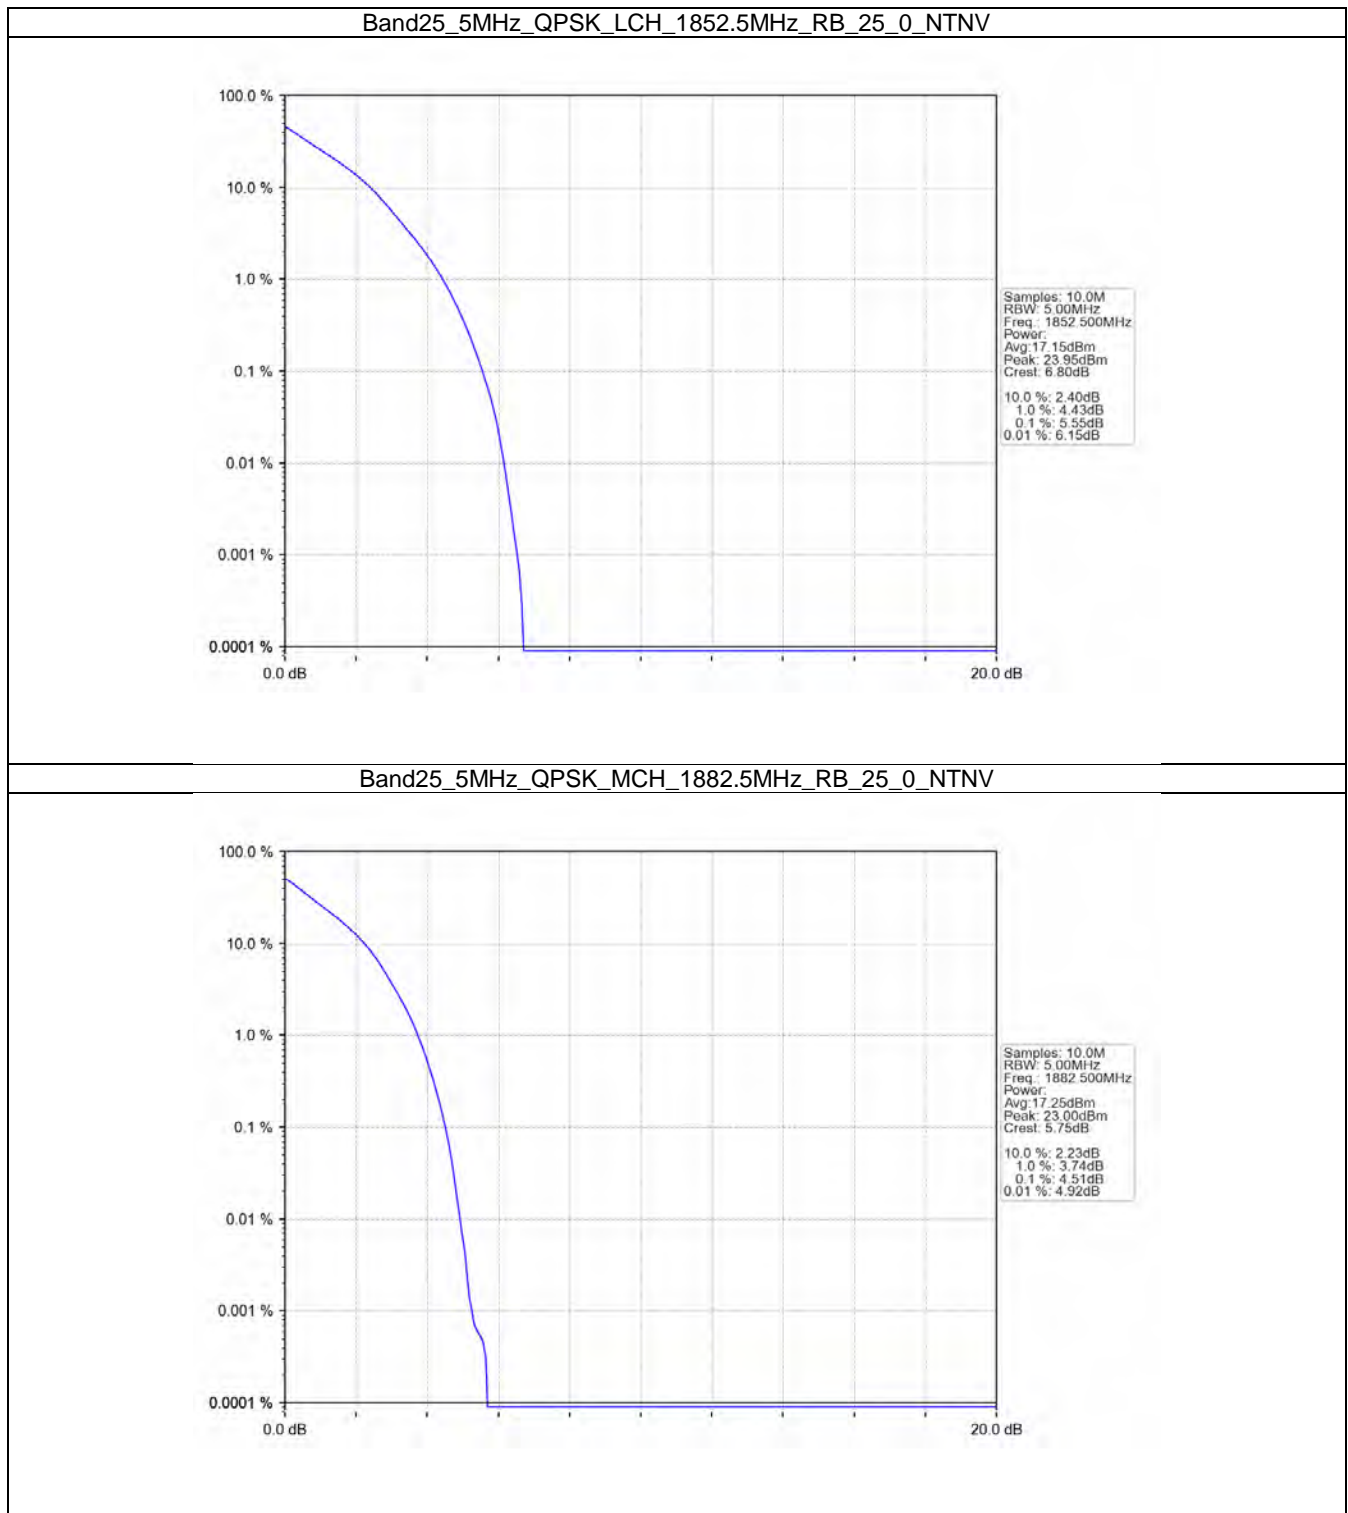 Band25_5MHz_QPSK_LCH_1852.5MHz_RB_25_0_NTNV
100.0 %
10.0 %
1.0 %
0.1 %
0.01 %
0.001 %
0.0001 %
0.0 dB
20.0 dB
Samples: 10.0M
RBW: 5.00MHz
Freq.: 1852.500MHz
Power:
Avg:17.15dBm
Peak: 23.95dBm
Crest: 6.80dB
10.0 %: 2.40dB
1.0 %: 4.43dB
0.1 %: 5.55dB
0.01 %: 6.15dB
Band25_5MHz_QPSK_MCH_1882.5MHz_RB_25_0_NTNV
100.0 %
10.0 %
1.0 %
0.1 %
0.01 %
0.001 %
0.0001 %
0.0 dB
20.0 dB
Samples: 10.0M
RBW: 5.00MHz
Freq.: 1882.500MHz
Power:
Avg:17.25dBm
Peak: 23.00dBm
Crest: 5.75dB
10.0 %: 2.23dB
1.0 %: 3.74dB
0.1 %: 4.51dB
0.01 %: 4.92dB